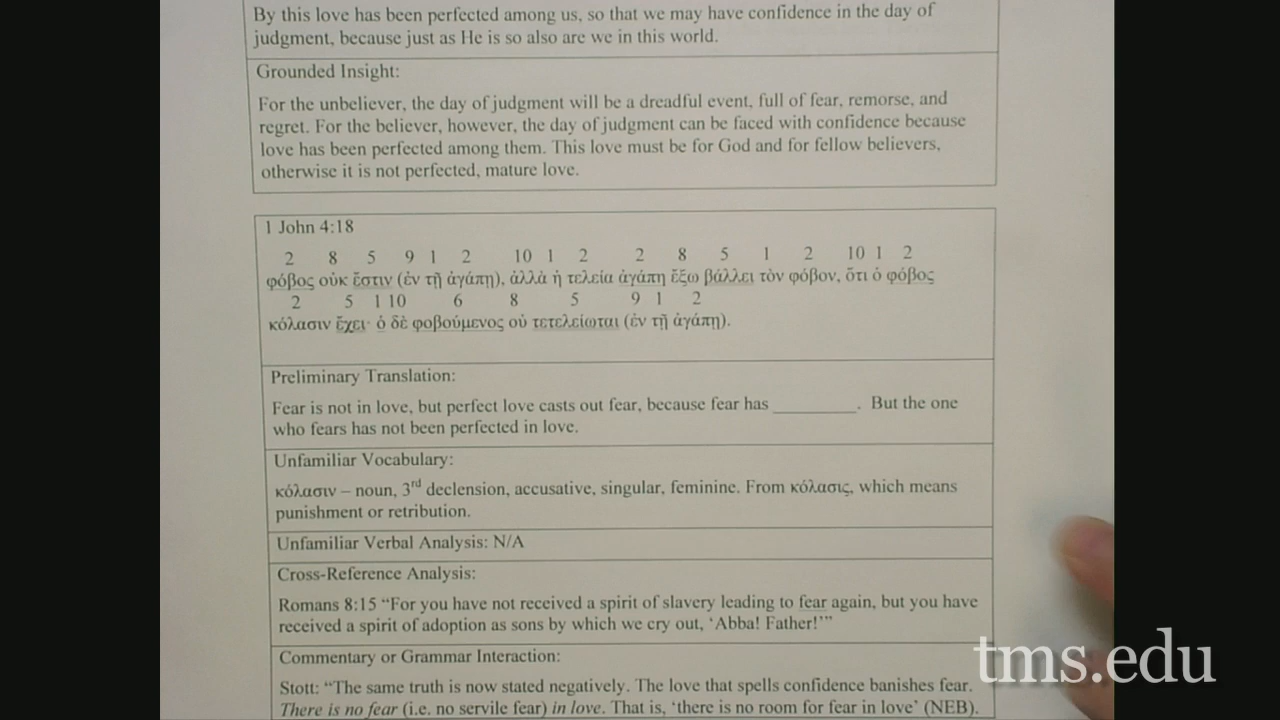 By this love has been perfected among us, so that we may have confidence in the day of
judgment, because just as He is so also are we in this world.
Grounded Insight:
For the unbeliever, the day of judgment will be a dreadful event, full of fear, remorse, and
regret. For the believer, however, the day of judgment can be faced with confidence because
love has been perfected among them. This love must be for God and for fellow believers,
otherwise it is not perfected, mature love.
1 John 4:18
2 8 5 9 1 2 10 1 2 2 8 5 1 2 10 1 2
φόβος οὐκ ἔστιν (ἐν τῇ ἀγάπῃ), ἀλλὰ ἡ τελεία ἀγάπη ἔξω βάλλει τὸν φόβον, ὅτι ὁ φόβος
2 5 1 10 6 8 5 9 1 2
κόλασιν ἔχει· ὁ δὲ φοβούμενος οὐ τετελείωται (ἐν τῇ ἀγάπῃ).
Preliminary Translation:
Fear is not in love, but perfect love casts out fear, because fear has _________. But the one
who fears has not been perfected in love.
Unfamiliar Vocabulary:
κόλασιν – noun, 3rd declension, accusative, singular, feminine. From κόλασις, which means
punishment or retribution.
Unfamiliar Verbal Analysis: N/A
Cross-Reference Analysis:
Romans 8:15 “For you have not received a spirit of slavery leading to fear again, but you have
received a spirit of adoption as sons by which we cry out, ‘Abba! Father!’”
Commentary or Grammar Interaction:
Stott: “The same truth is now stated negatively. The love that spells confidence banishes fear.
There is no fear (i.e. no servile fear) in love. That is, ‘there is no room for fear in love’ (NEB).
tms.edu